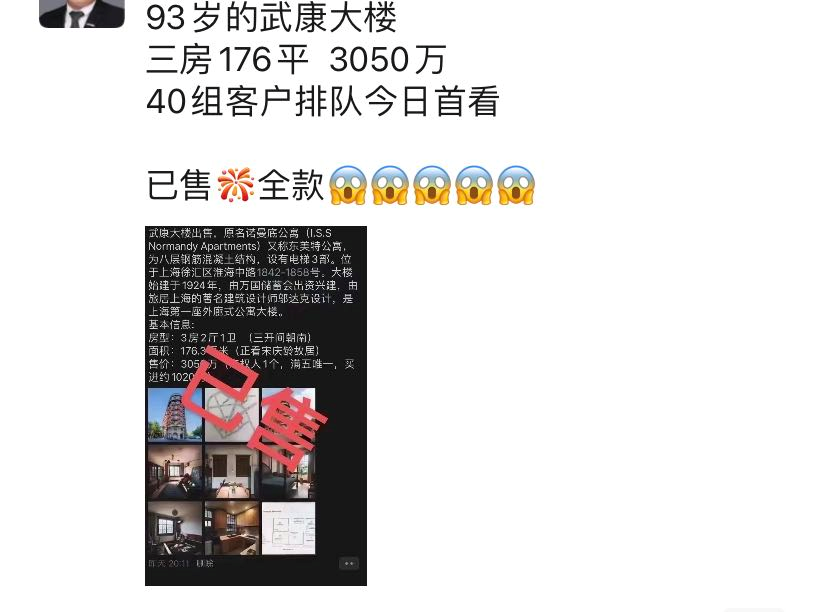 93岁的武康大楼
三房176平 3050万
40组客户排队今日首看
已售🎇全款😱😱😱😱😱
武康大楼出售，原名诺曼底公寓（I.S.S
Normandy Apartments）又称东美特公寓，
为八层钢筋混凝土结构，设有电梯3部。位
于上海徐汇区淮海中路1842-1858号。大楼
始建于1924年，由万国储蓄会出资兴建，由
旅居上海的著名建筑设计师邬达克设计，是
上海第一座外廊式公寓大楼。
基本信息：
房型：3房2厅1卫 （三开间朝南）
面积：176.3 米（正看宋庆龄故居）
售价：305 万 权人1个，满五唯一，买
进约1020
已售
昨天 20:11 删除